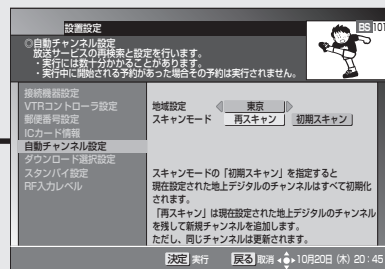 設置設定
BS 101
◎自動チャンネル設定
放送サービスの再検索と設定を行います。
・実行には数十分かかることがあります。
・実行中に開始される予約があった場合その予約は実行されません。
接続機器設定
VTRコントローラ設定
郵便番号設定
ICカード情報
自動チャンネル設定
ダウンロード選択設定
スタンバイ設定
RF入力レベル
地域設定 東京
スキャンモード 再スキャン 初期スキャン
スキャンモードの「初期スキャン」を指定すると
現在設定された地上デジタルのチャンネルはすべて初期化
されます。
「再スキャン」は現在設定された地上デジタルのチャンネル
を残して新規チャンネルを追加します。
ただし、同じチャンネルは更新されます。
決定 実行 戻る 取消 10月20日 (木) 20:45